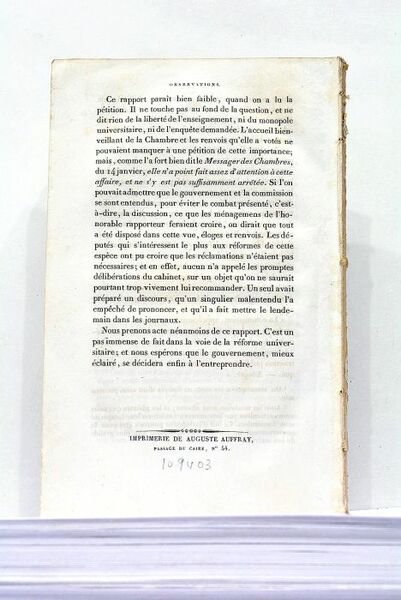 OBSERVATIONS.
Ce rapport paraît bien faible, quand on a lu la
pétition. Il ne touche pas au fond de la question, et ne
dit rien de la liberté de l'enseignement, ni du monopole
universitaire, ni de l'enquête demandée. L'accueil bien-
veillant de la Chambre et les renvois qu'elle a votés ne
pouvaient manquer à une pétition de cette importance;
mais, comme l'a fort bien dit le Messager des Chambres,
du 14 janvier, elle n'a point fait assez d'attention à cette
affaire, et ne s'y est pas suffisamment arrêtée. Si l'on
pouvait admettre que le gouvernement et la commission
se sont entendus, pour éviter le combat présenté, c'est-
à-dire, la discussion, ce que les ménagemens de l'ho-
norable rapporteur feraient croire, on dirait que tout
a été disposé dans cette vue, éloges et renvois. Les dé-
putés qui s'intéressent le plus aux réformes de cette
espèce ont pu croire que les réclamations n'étaient pas
nécessaires; et en effet, aucun n'a appelé les promptes
délibérations du cabinet, sur un objet qu'on ne saurait
pourtant trop vivement lui recommander. Un seul avait
préparé un discours, qu'un singulier malentendu l'a
empêché de prononcer, et qu'il a fait mettre le lende-
main dans les journaux.
Nous prenons acte néanmoins de ce rapport. C'est un
pas immense de fait dans la voie de la réforme univer-
sitaire; et nous espérons que le gouvernement, mieux
éclairé, se décidera enfin à l'entreprendre.
IMPRIMERIE DE AUGUSTE AUFFRAY,
PASSAGE DU CAIRE, N° 54.
109403